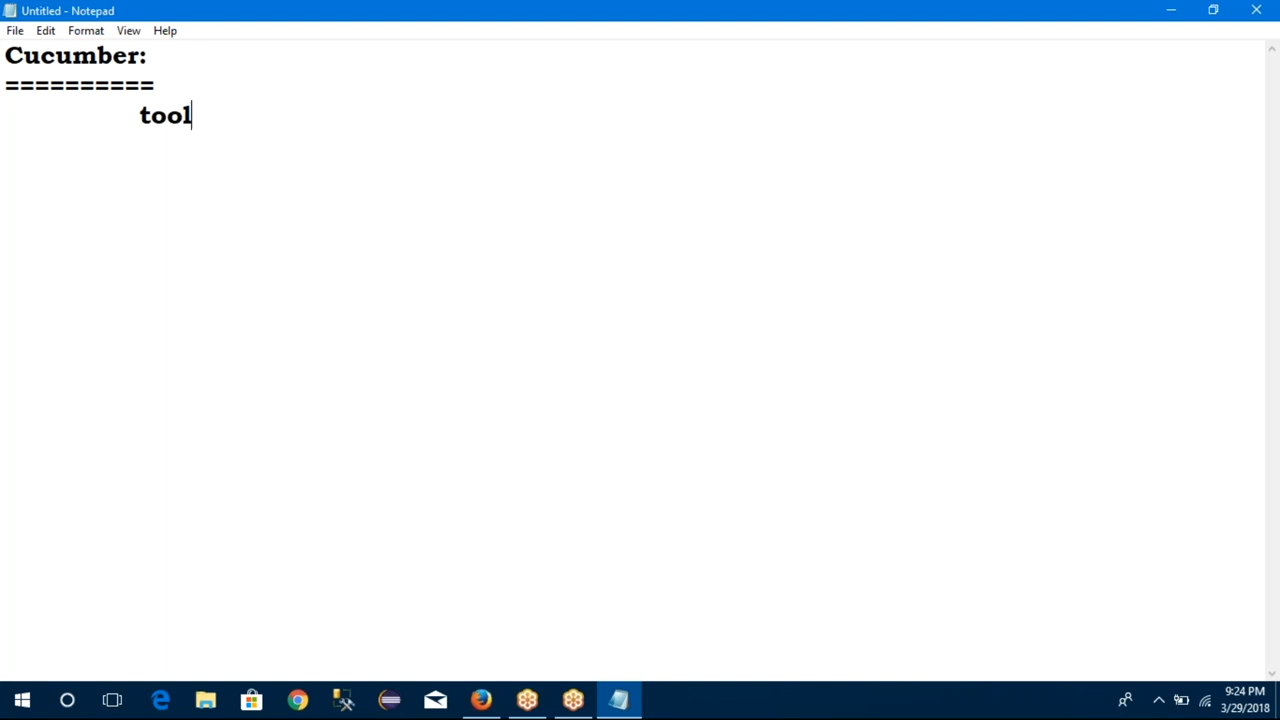 Untitled - Notepad
File Edit Format View Help
Cucumber:
==========
tool
9:24 PM
3/29/2018